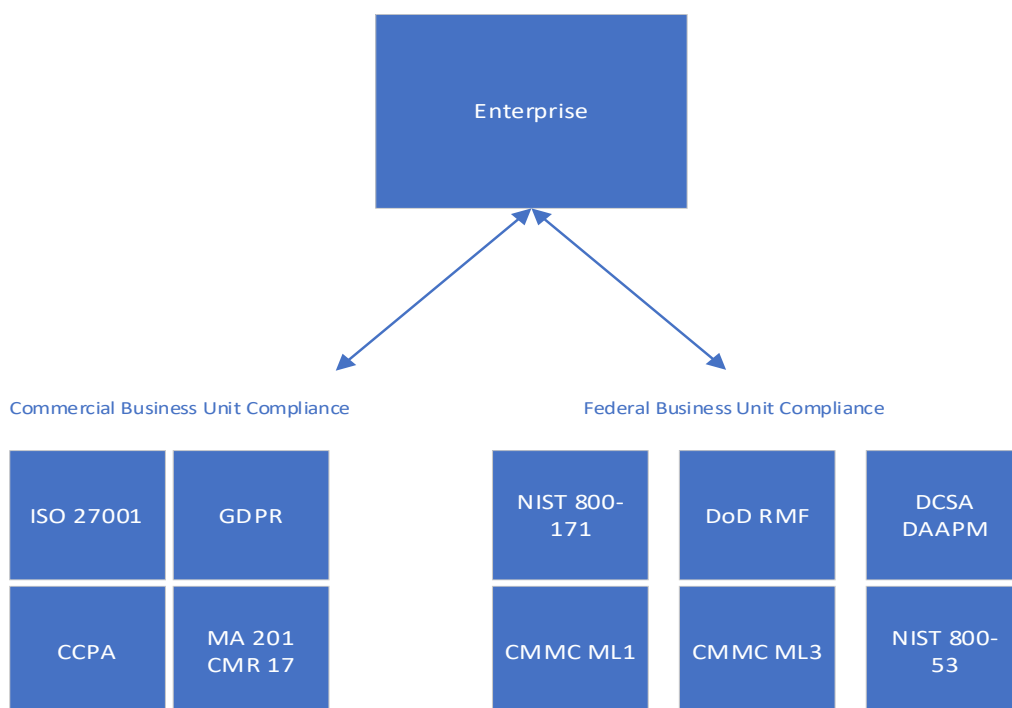 Enterprise
Commercial Business Unit Compliance
Federal Business Unit Compliance
ISO 27001
GDPR
NIST 800-
171
DoD RMF
DCSA
DAAPM
CCPA
MA 201
CMR 17
CMMC ML1
CMMC ML3
NIST 800-
53